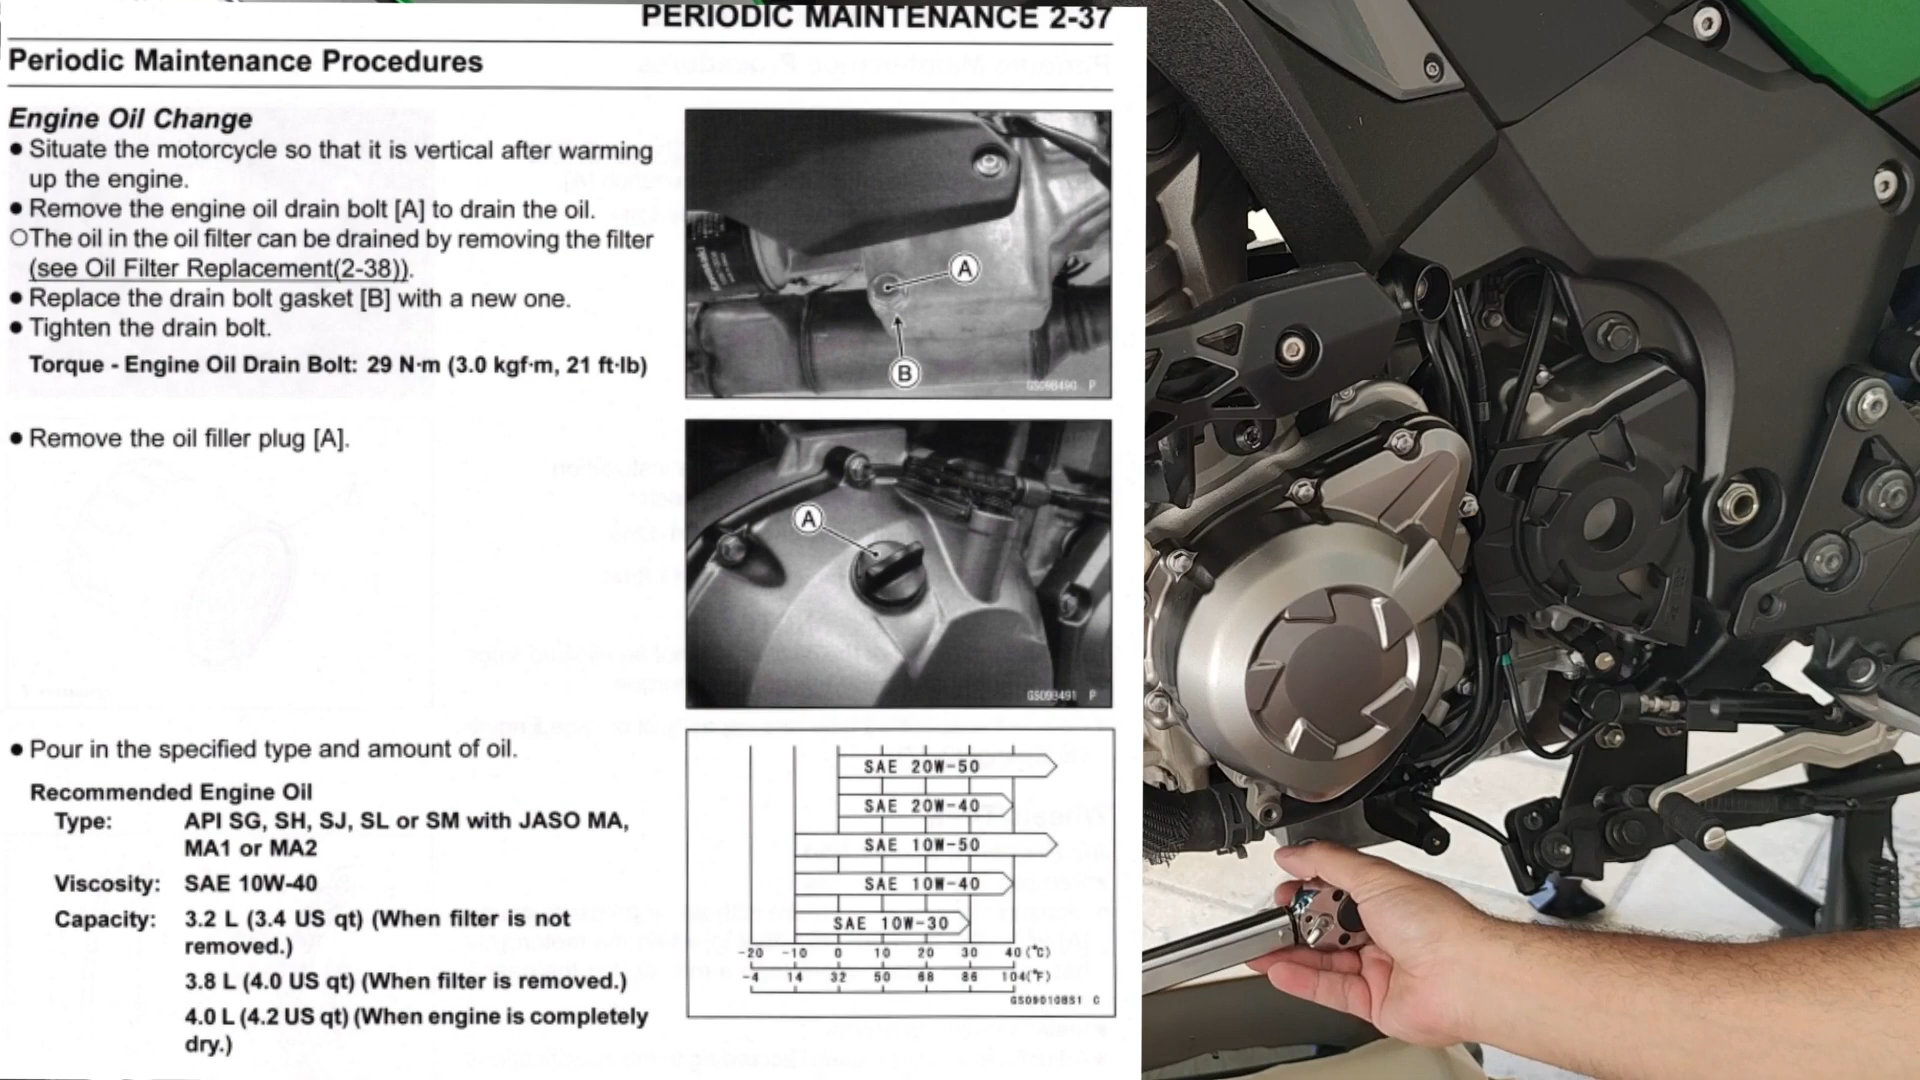 PERIODIC MAINTENANCE 2-37
Periodic Maintenance Procedures
Engine Oil Change
● Situate the motorcycle so that it is vertical after warming
up the engine.
● Remove the engine oil drain bolt [A] to drain the oil.
○The oil in the oil filter can be drained by removing the filter
(see Oil Filter Replacement(2-38)).
● Replace the drain bolt gasket [B] with a new one.
● Tighten the drain bolt.
Torque - Engine Oil Drain Bolt: 29 N·m (3.0 kgf·m, 21 ft·lb)
A
B
GS098490 P
● Remove the oil filler plug [A].
A
GS098491 P
● Pour in the specified type and amount of oil.
Recommended Engine Oil
Type: API SG, SH, SJ, SL or SM with JASO MA,
MA1 or MA2
Viscosity: SAE 10W-40
Capacity: 3.2 L (3.4 US qt) (When filter is not
removed.)
3.8 L (4.0 US qt) (When filter is removed.)
4.0 L (4.2 US qt) (When engine is completely
dry.)
SAE 20W-50
SAE 20W-40
SAE 10W-50
SAE 10W-40
SAE 10W-30
-20 -10 0 10 20 30 40 (°C)
-4 14 32 50 68 86 104(°F)
GS090108S1 C